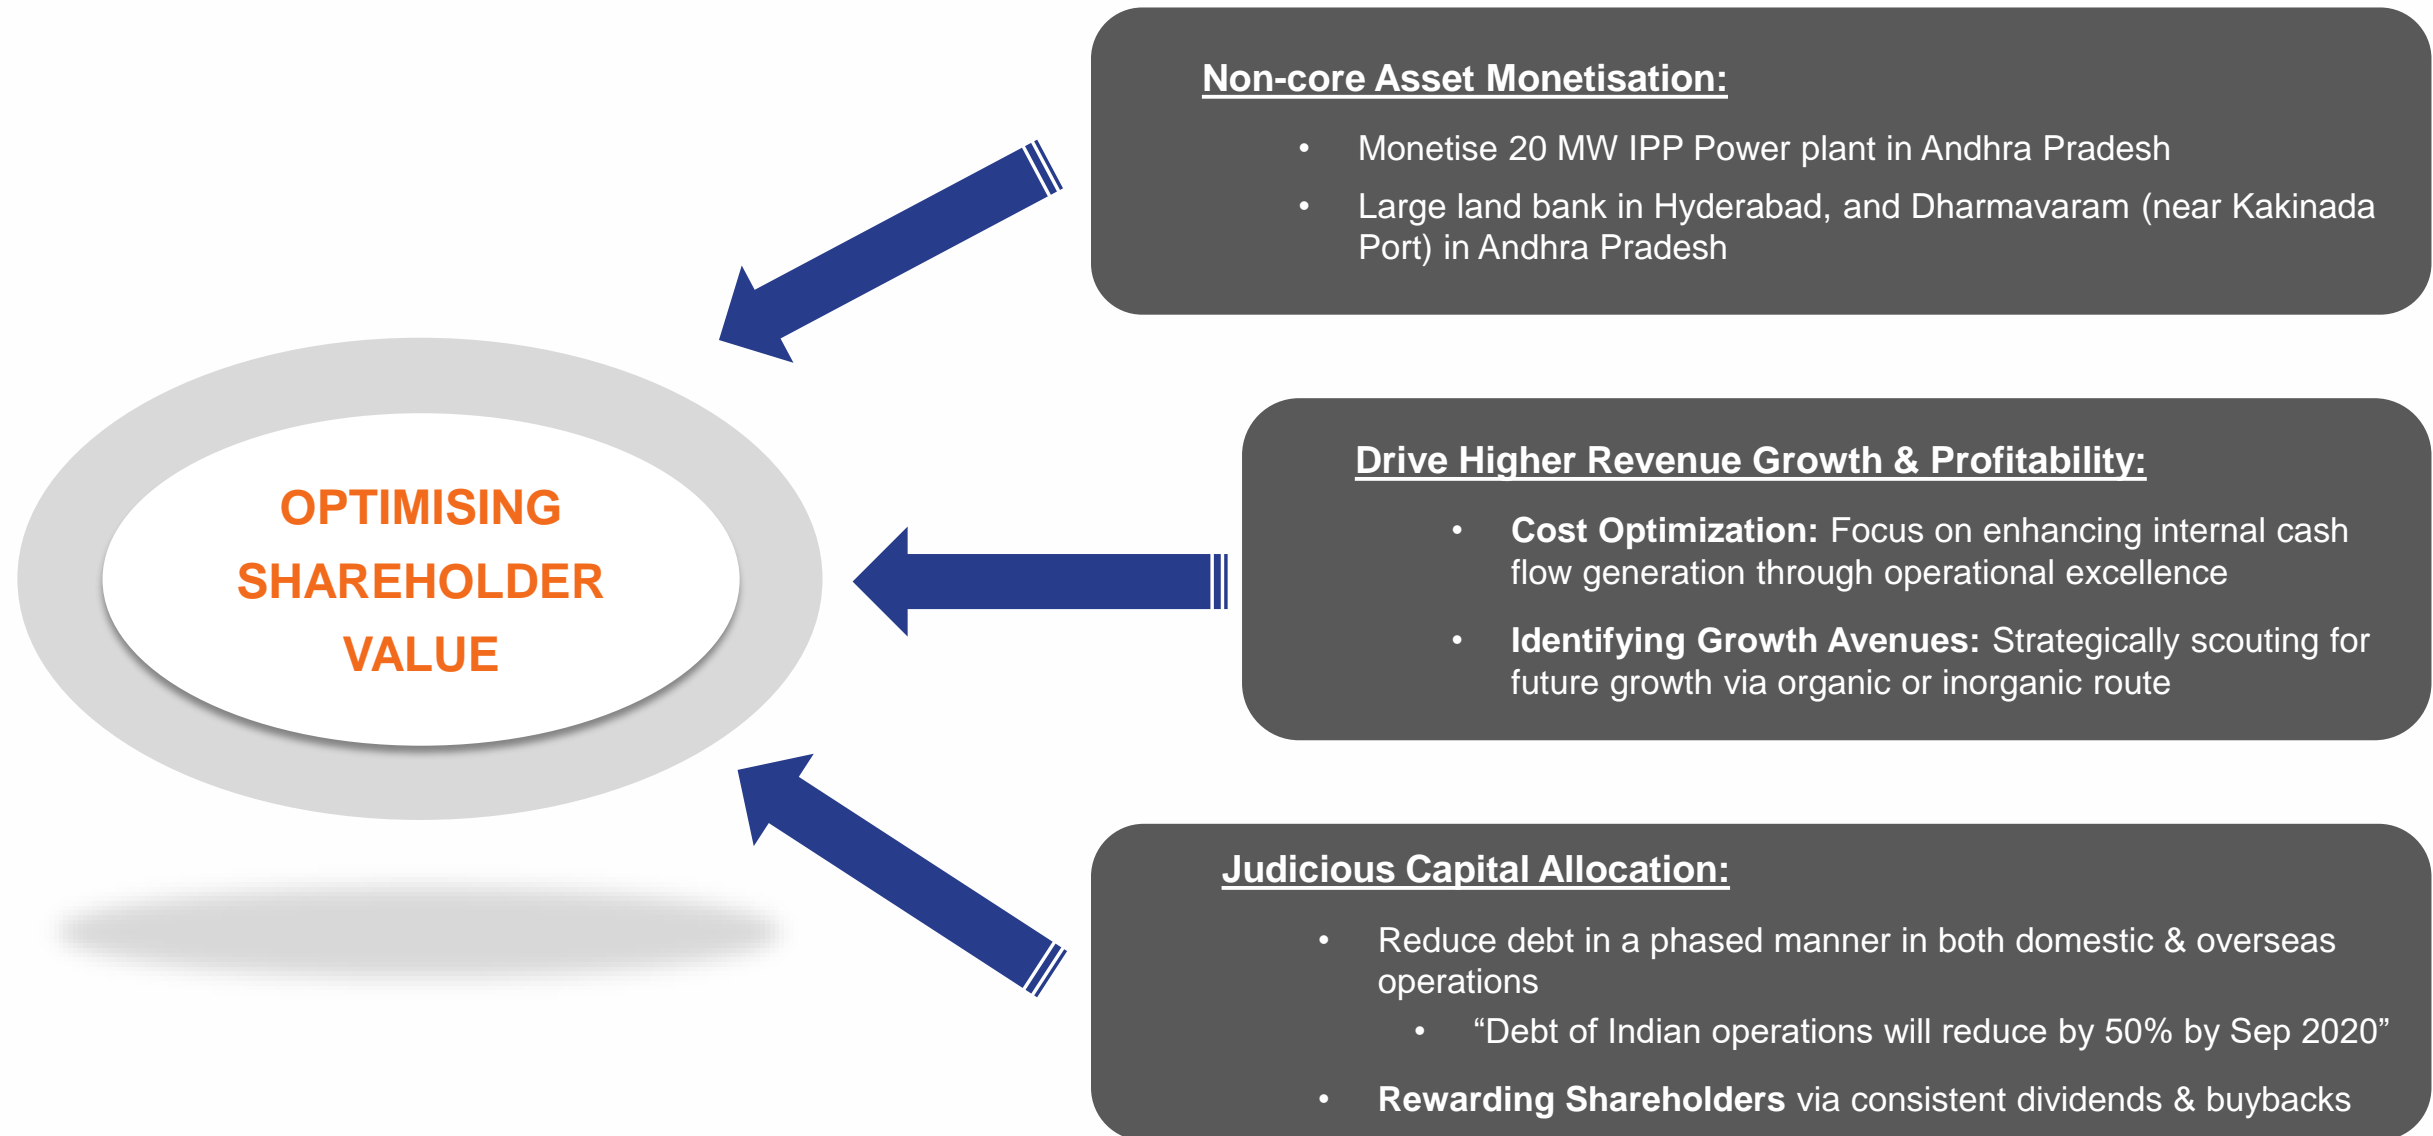 Non-core Asset Monetisation:
• Monetise 20 MW IPP Power plant in Andhra Pradesh
• Large land bank in Hyderabad, and Dharmavaram (near Kakinada
Port) in Andhra Pradesh
OPTIMISING
SHAREHOLDER
VALUE
Drive Higher Revenue Growth & Profitability:
• Cost Optimization: Focus on enhancing internal cash
flow generation through operational excellence
• Identifying Growth Avenues: Strategically scouting for
future growth via organic or inorganic route
Judicious Capital Allocation:
• Reduce debt in a phased manner in both domestic & overseas
operations
• “Debt of Indian operations will reduce by 50% by Sep 2020”
• Rewarding Shareholders via consistent dividends & buybacks